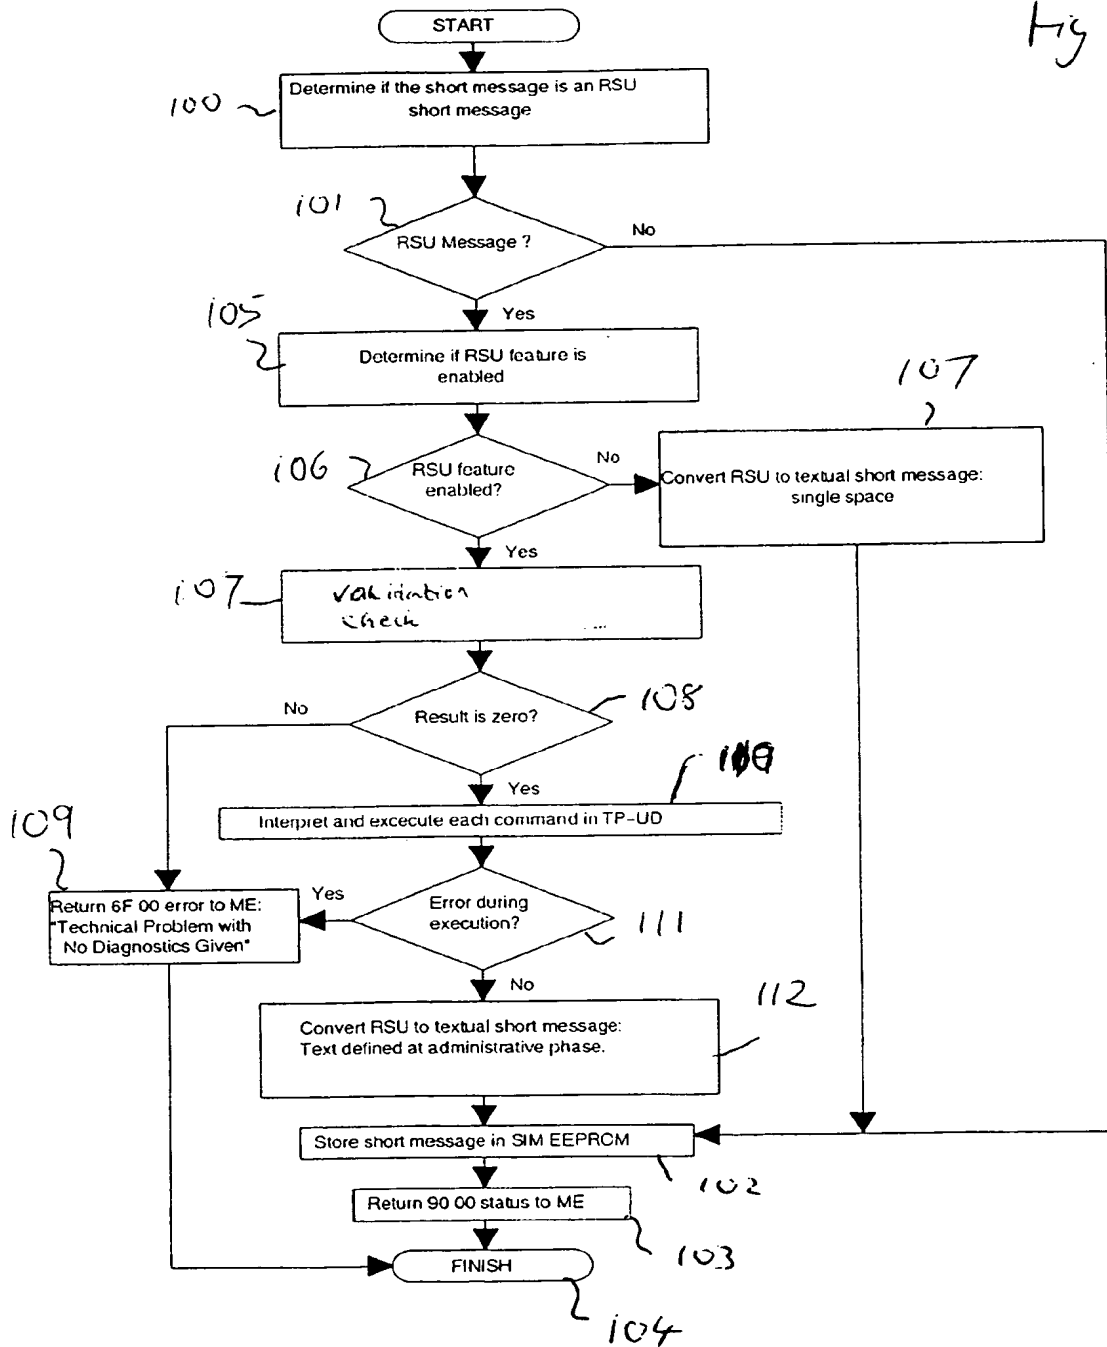 START
Fig
Determine if the short message is an RSU
short message
100
101
RSU Message ?
No
Yes
105
Determine if RSU feature is
enabled
107
106
RSU feature
enabled?
No
Convert RSU to textual short message:
single space
Yes
107
validation
check
....
No
Result is zero?
108
Yes
Interpret and excecute each command in TP-UD
109
Return 6F 00 error to ME:
"Technical Problem with
No Diagnostics Given"
Yes
Error during
execution?
111
No
112
Convert RSU to textual short message:
Text defined at administrative phase.
Store short message in SIM EEPRCM
102
Return 90 00 status to ME
103
FINISH
104